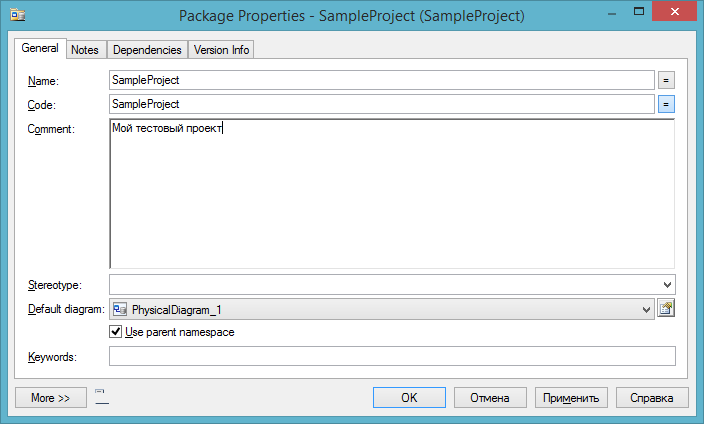 Package Properties - SampleProject (SampleProject)
General Notes Dependencies Version Info
Name: SampleProject =
Code: SampleProject =
Comment: Мой тестовый проект
Stereotype:
Default diagram: PhysicalDiagram_1
Use parent namespace
Keywords:
More >> OK Отмена Применить Справка